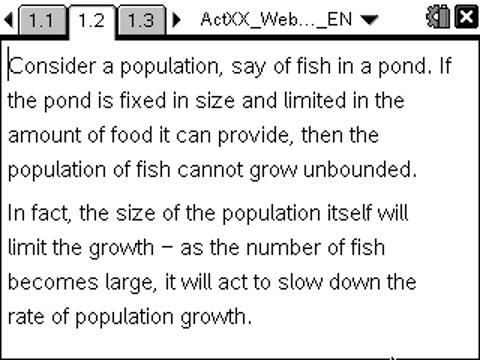 1.1 1.2 1.3 ActXX_Web..._EN
Consider a population, say of fish in a pond. If
the pond is fixed in size and limited in the
amount of food it can provide, then the
population of fish cannot grow unbounded.
In fact, the size of the population itself will
limit the growth – as the number of fish
becomes large, it will act to slow down the
rate of population growth.